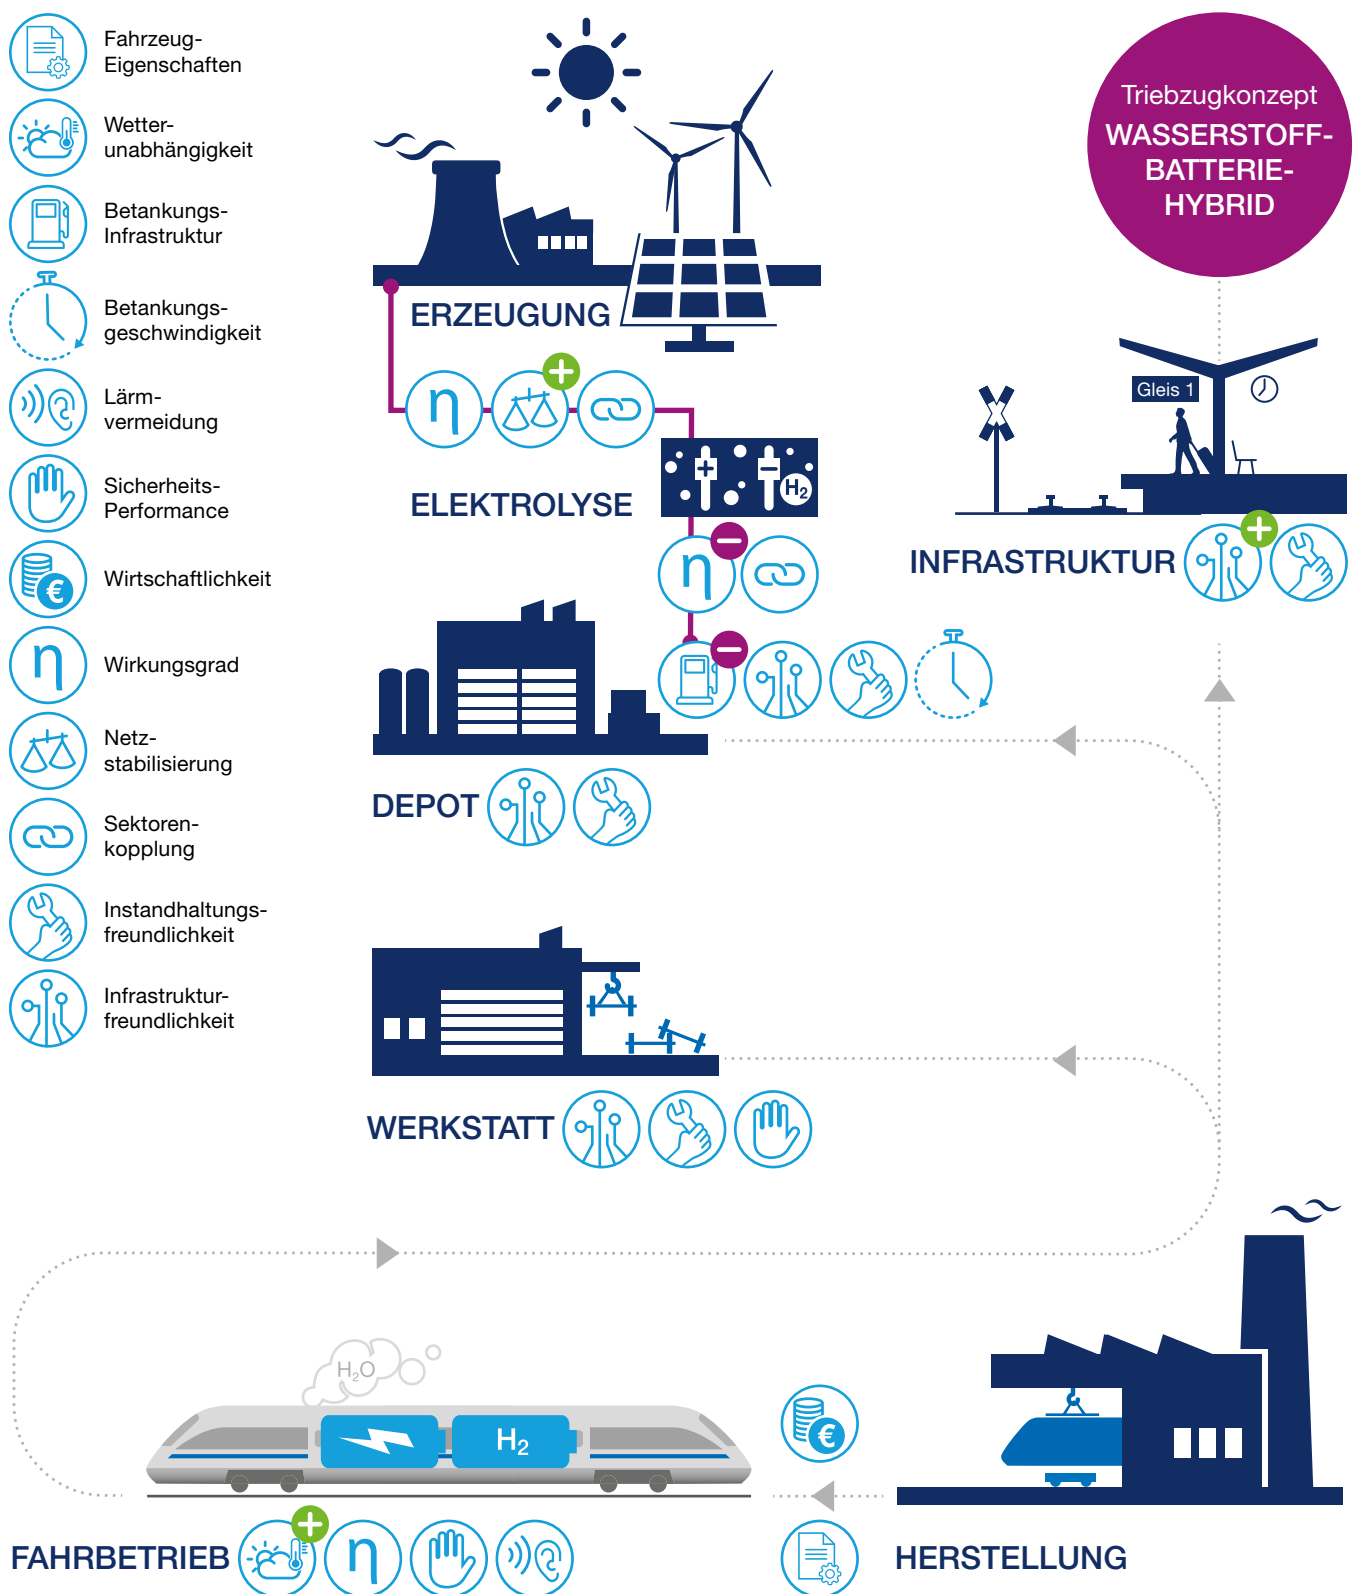 Fahrzeug-
Eigenschaften
Wetter-
unabhängigkeit
Betankungs-
Infrastruktur
Betankungs-
geschwindigkeit
Lärm-
vermeidung
Sicherheits-
Performance
€
Wirtschaftlichkeit
η
Wirkungsgrad
Netz-
stabilisierung
Sektoren-
kopplung
Instandhaltungs-
freundlichkeit
Infrastruktur-
freundlichkeit
Triebzugkonzept
WASSERSTOFF-
BATTERIE-
HYBRID
ERZEUGUNG
η
+
Gleis 1
+ − H₂
ELEKTROLYSE
η
−
INFRASTRUKTUR
+
−
DEPOT
WERKSTATT
H₂O
H₂
€
FAHRBETRIEB
+
η
HERSTELLUNG